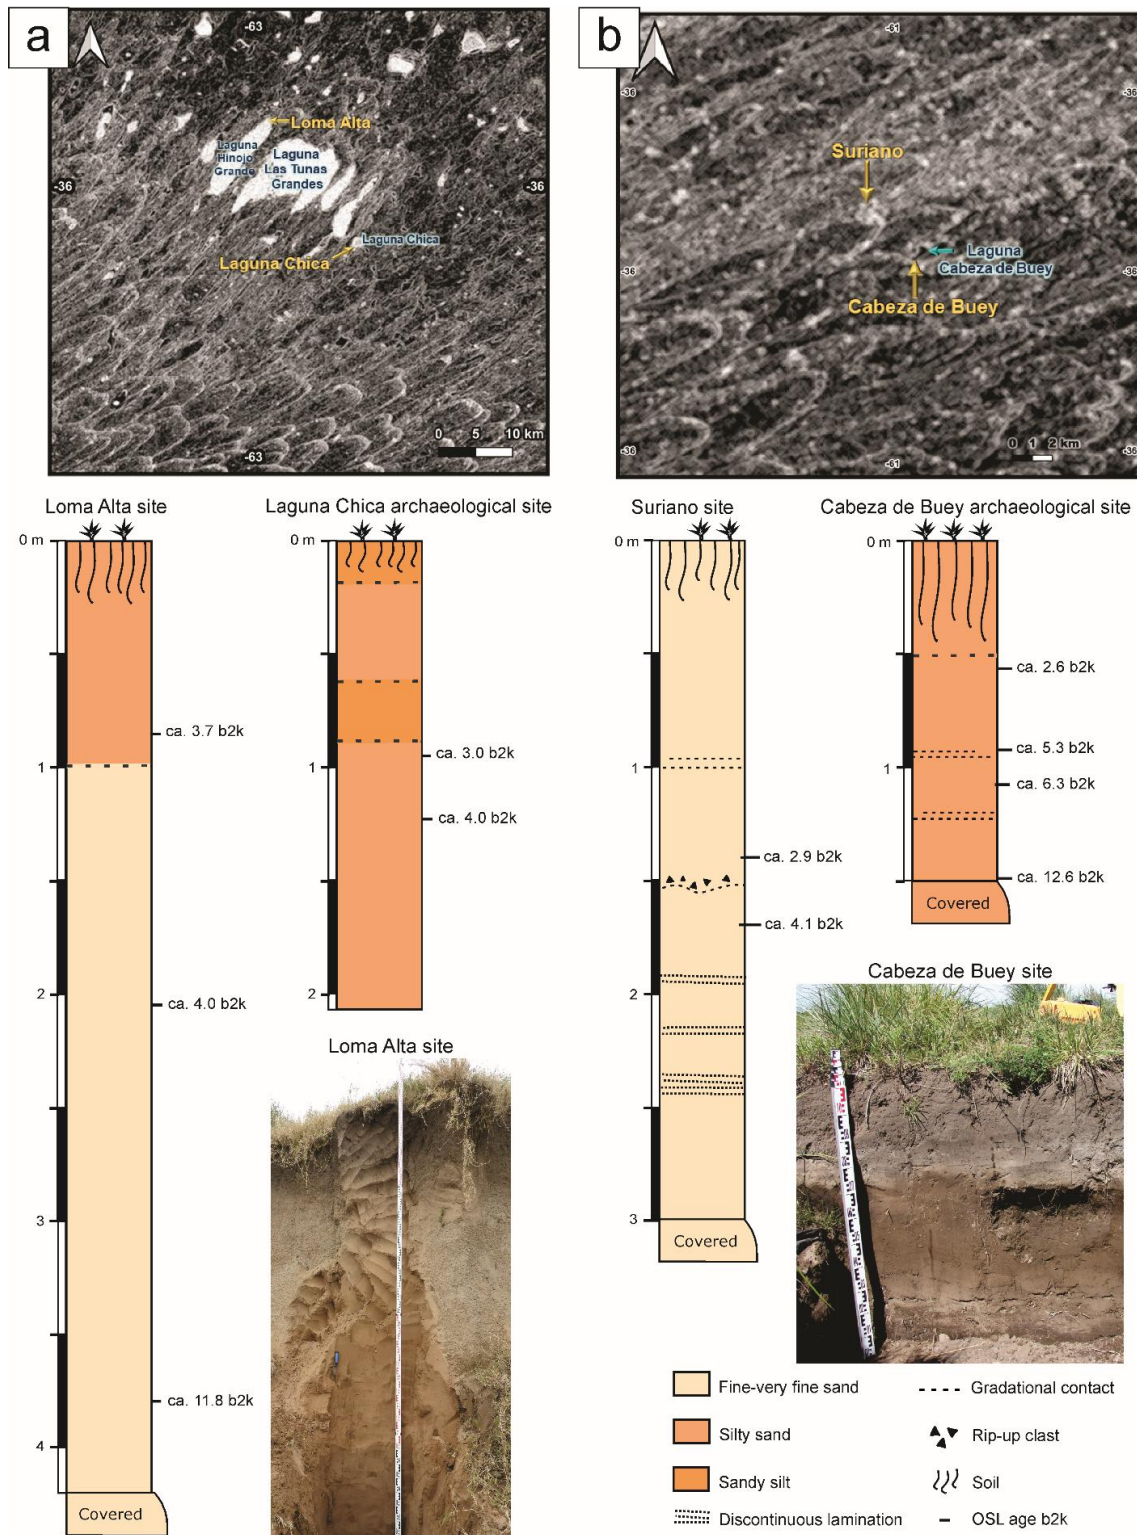 a
-63
Loma Alta
Laguna
Hinojo
Grande
Laguna
Las Tunas
Grandes
-36
-36
Laguna Chica
Laguna Chica
0 5 10 km
-63
b
-61
-36
-36
Suriano
Laguna
Cabeza de Buey
-36
-36
Cabeza de Buey
0 1 2 km
-36
-61
-36
Loma Alta site
0 m
ca. 3.7 b2k
1
ca. 4.0 b2k
2
3
ca. 11.8 b2k
4
Covered
Laguna Chica archaeological site
0 m
ca. 3.0 b2k
1
ca. 4.0 b2k
2
Loma Alta site
Suriano site
0 m
1
ca. 2.9 b2k
ca. 4.1 b2k
2
3
Covered
Cabeza de Buey archaeological site
0 m
ca. 2.6 b2k
ca. 5.3 b2k
1
ca. 6.3 b2k
ca. 12.6 b2k
Covered
Cabeza de Buey site
Fine-very fine sand
Silty sand
Sandy silt
Discontinuous lamination
Gradational contact
Rip-up clast
Soil
OSL age b2k